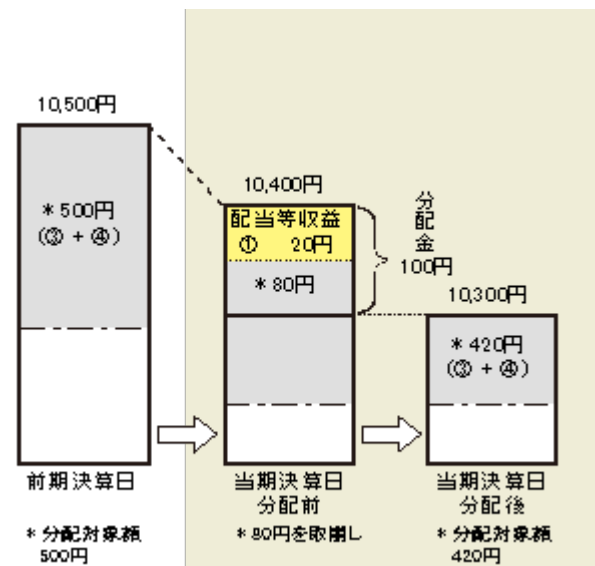 10,500円
*500円
(③+④)
前期決算日
*分配対象額
500円
10,400円
配当等収益
① 20円
*80円
分配金
100円
当期決算日
分配前
*80円を取崩し
10,300円
*420円
(③+④)
当期決算日
分配後
*分配対象額
420円